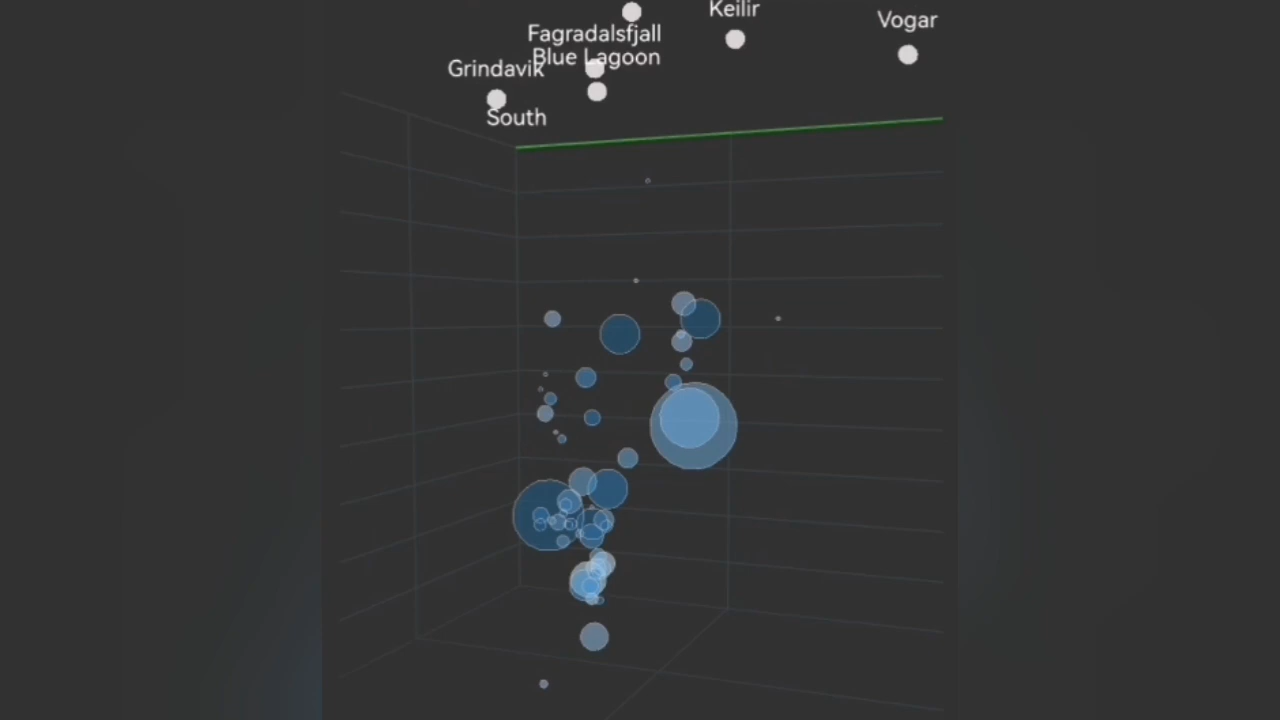 Keilir
Vogar
Fagradalsfjall
Blue Lagoon
Grindavik
South